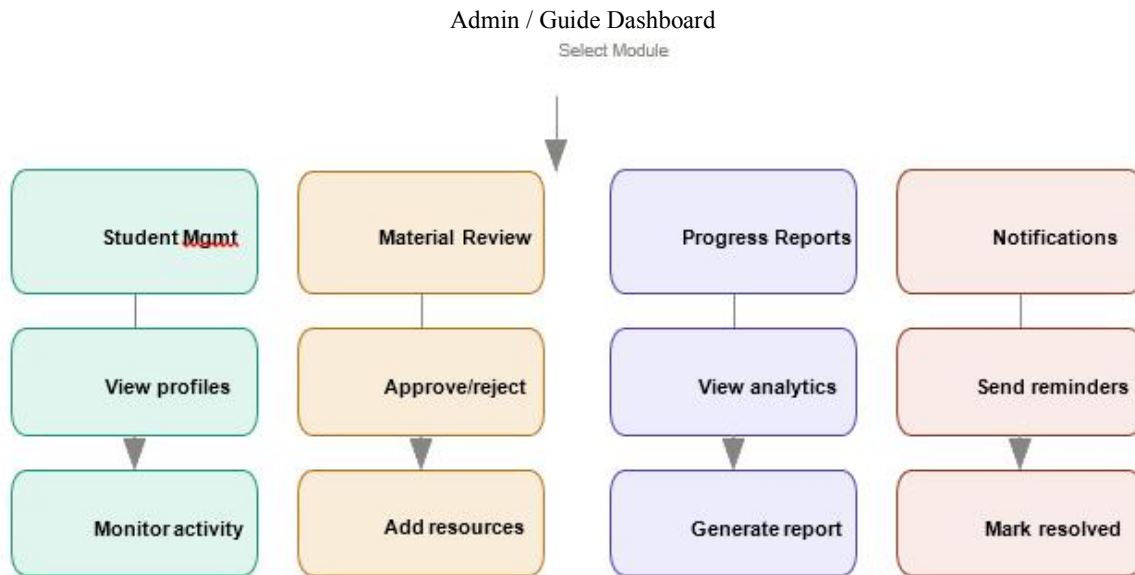 Admin / Guide Dashboard
Select Module
Student Mgmt
Material Review
Progress Reports
Notifications
View profiles
Approve/reject
View analytics
Send reminders
Monitor activity
Add resources
Generate report
Mark resolved